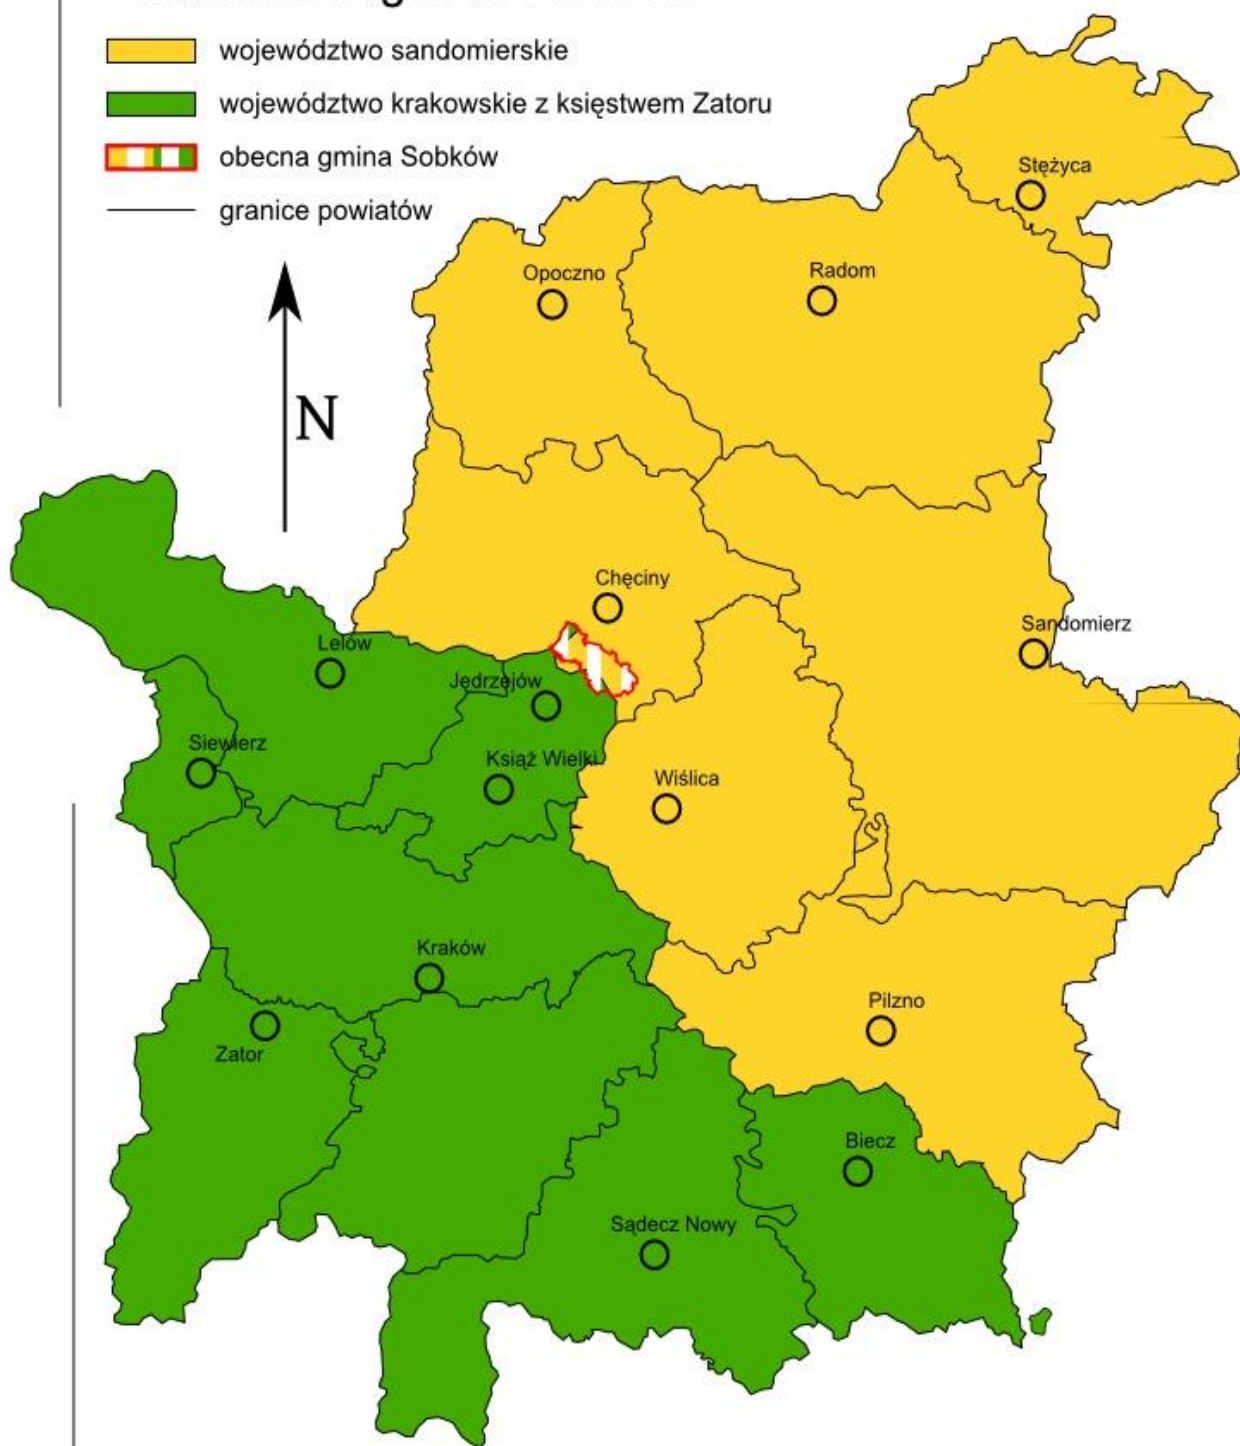 województwo sandomierskie
województwo krakowskie z księstwem Zatoru
obecna gmina Sobków
granice powiatów
N
Stężyca
Opoczno
Radom
Chęciny
Sandomierz
Lelów
Jędrzejów
Siewierz
Książ Wielki
Wiślica
Kraków
Pilzno
Zator
Biecz
Sądecz Nowy